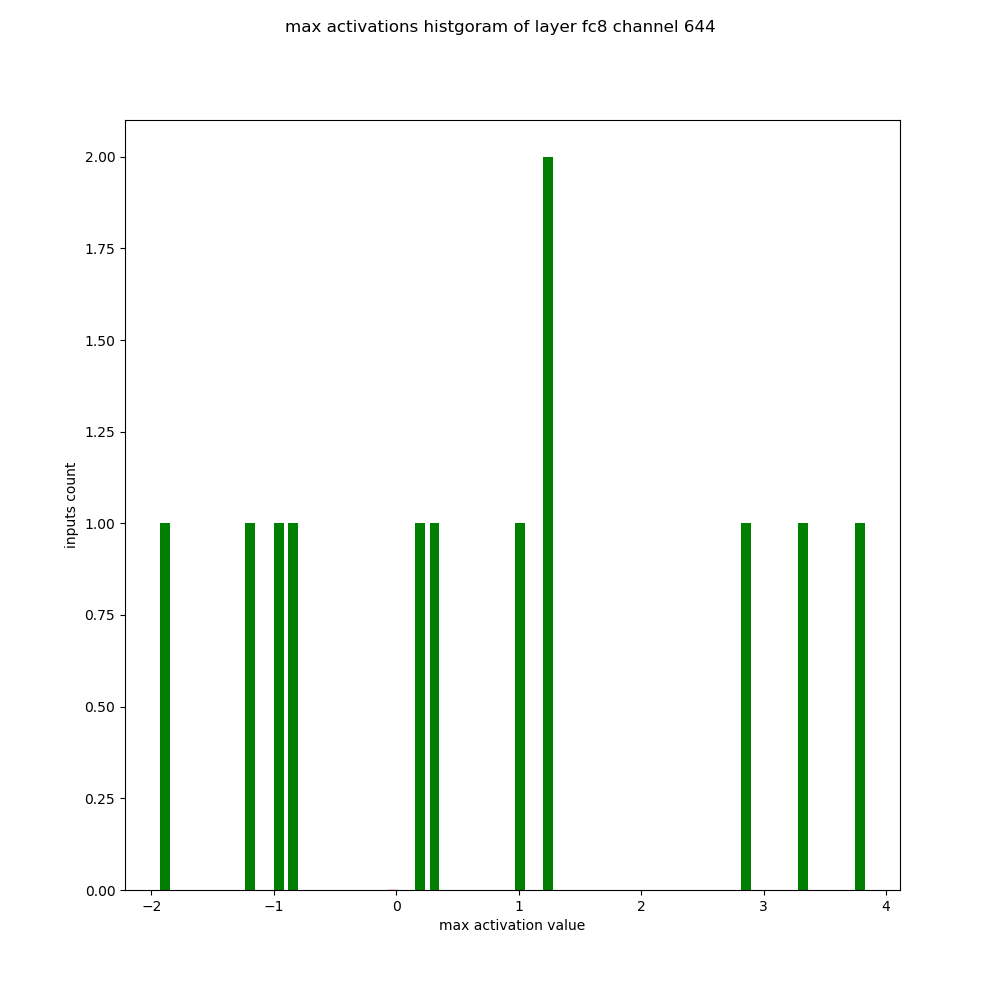 max activations histgoram of layer fc8 channel 644
2.00
1.75
1.50
1.25
1.00
0.75
0.50
0.25
0.00
inputs count
−2 −1 0 1 2 3 4
max activation value